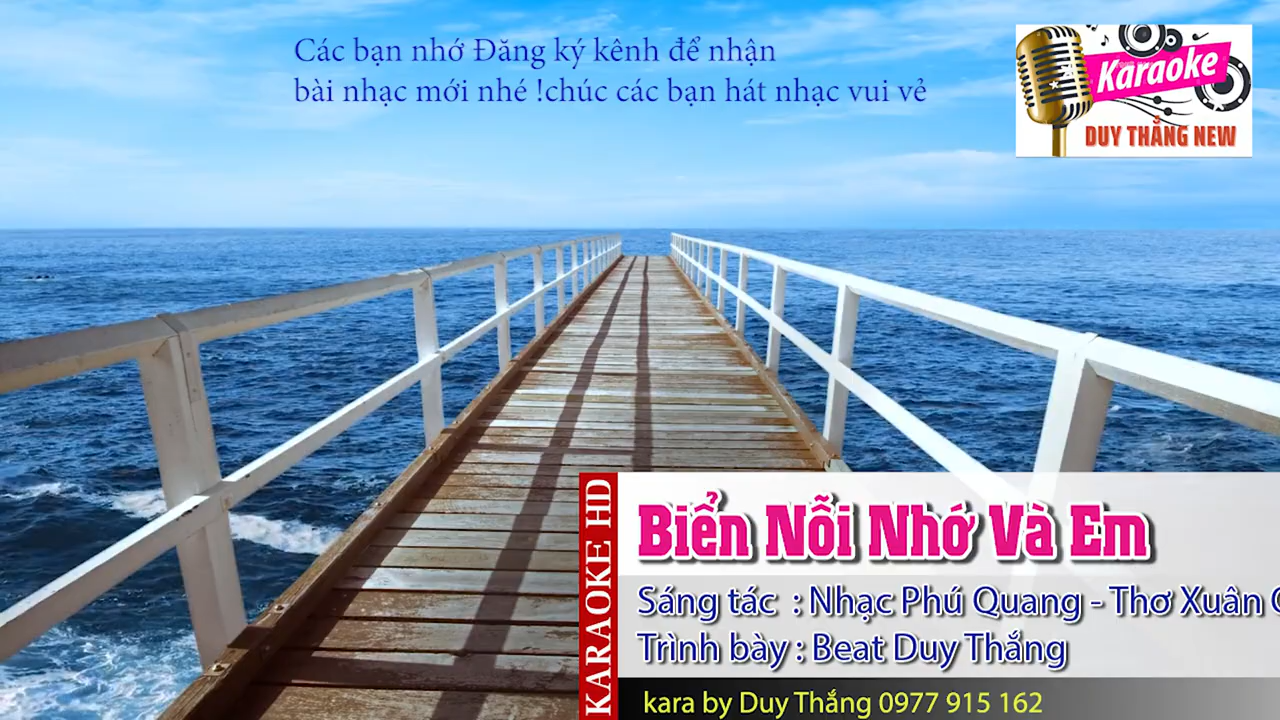 Các bạn nhớ Đăng ký kênh để nhận
bài nhạc mới nhé !chúc các bạn hát nhạc vui vẻ
Karaoke
DUY THẮNG NEW
KARAOKE HD
Biển Nỗi Nhớ Và Em
Sáng tác : Nhạc Phú Quang - Thơ Xuân
Trình bày : Beat Duy Thắng
kara by Duy Thắng 0977 915 162